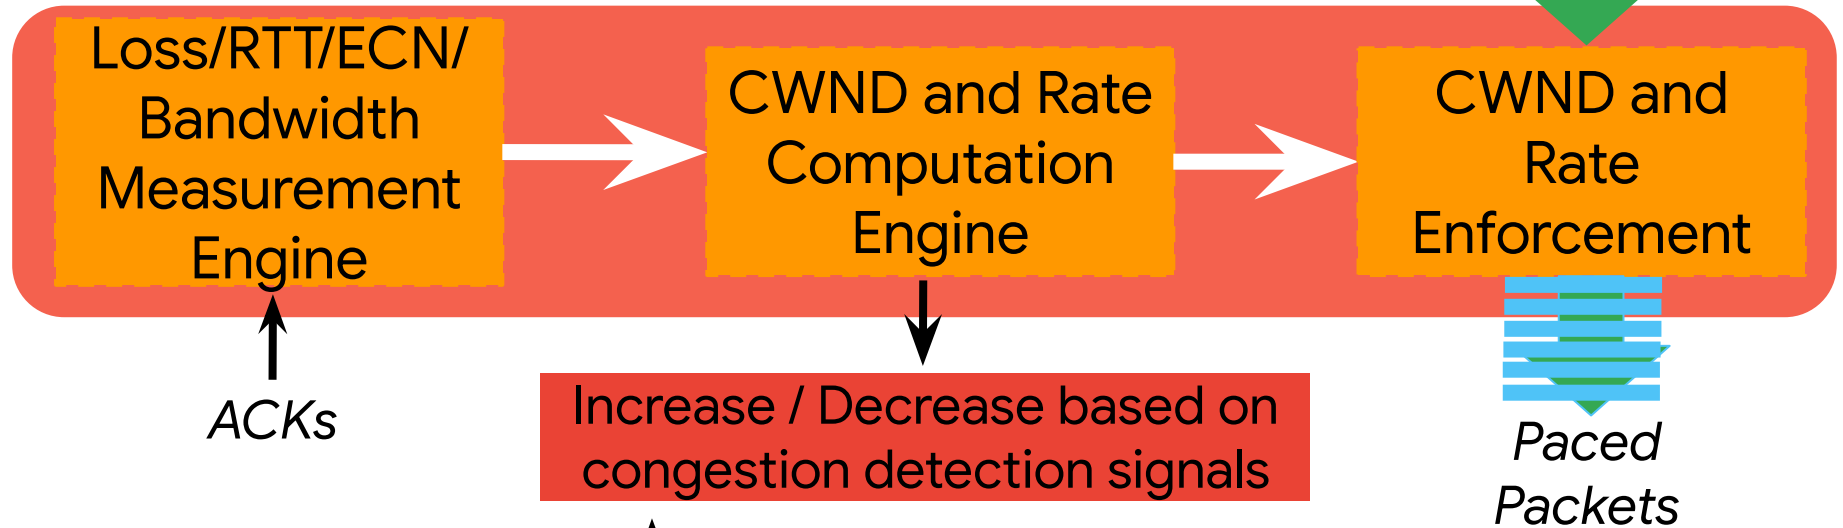 Loss/RTT/ECN/
Bandwidth
Measurement
Engine
CWND and Rate
Computation
Engine
CWND and
Rate
Enforcement
ACKs
Increase / Decrease based on
congestion detection signals
Paced
Packets